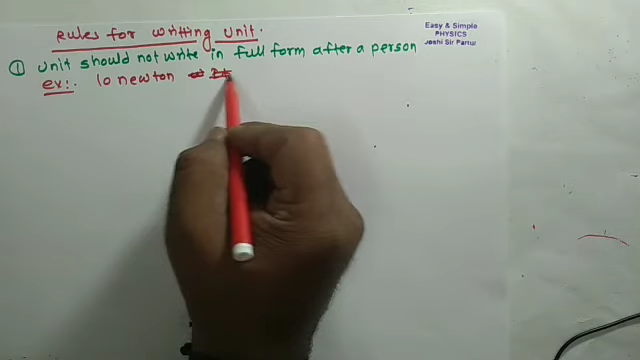 Rules for writting unit.
Easy & Simple
PHYSICS
Joshi Sir Partur
① Unit should not write in full form after a person
ex:- 10 newton